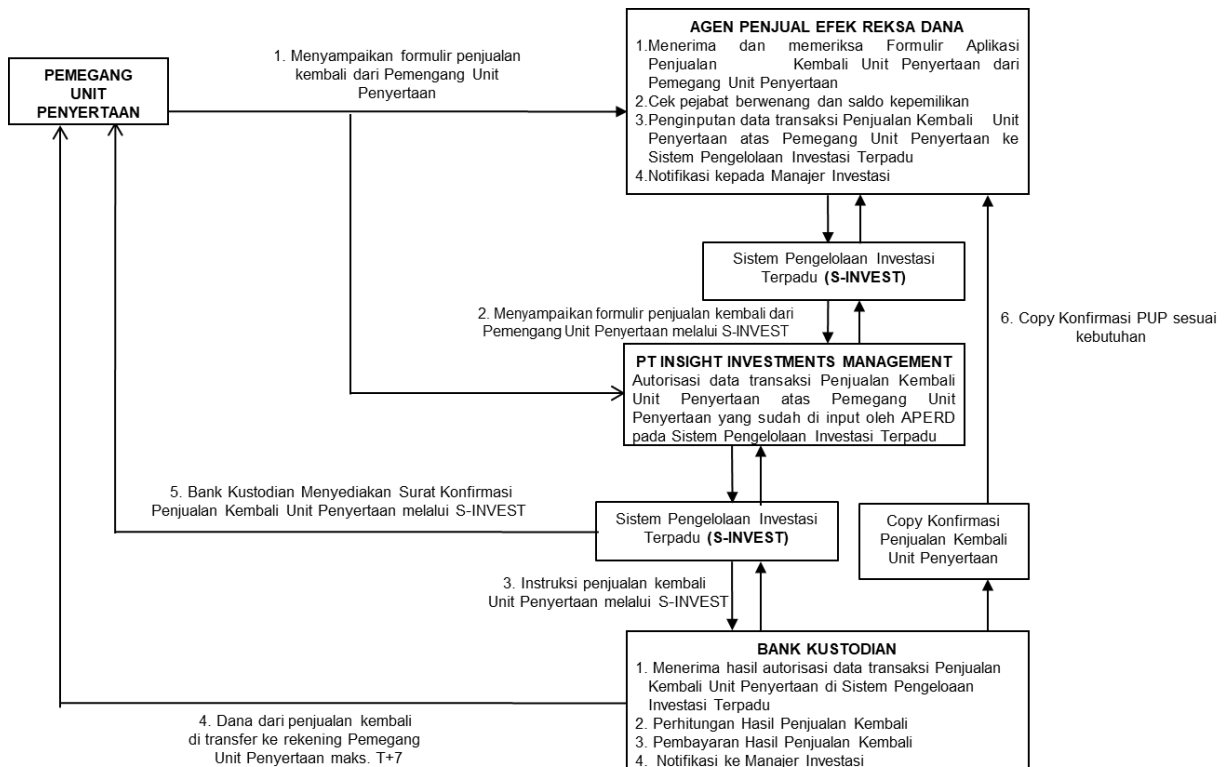 PEMEGANG
UNIT
PENYERTAAN
1. Menyampaikan formulir penjualan
kembali dari Pemengang Unit
Penyertaan
AGEN PENJUAL EFEK REKSA DANA
1.Menerima dan memeriksa Formulir Aplikasi
Penjualan Kembali Unit Penyertaan dari
Pemegang Unit Penyertaan
2.Cek pejabat berwenang dan saldo kepemilikan
3.Penginputan data transaksi Penjualan Kembali Unit
Penyertaan atas Pemegang Unit Penyertaan ke
Sistem Pengelolaan Investasi Terpadu
4.Notifikasi kepada Manajer Investasi
Sistem Pengelolaan Investasi
Terpadu (S-INVEST)
2. Menyampaikan formulir penjualan kembali dari
Pemengang Unit Penyertaan melalui S-INVEST
6. Copy Konfirmasi PUP sesuai
kebutuhan
PT INSIGHT INVESTMENTS MANAGEMENT
Autorisasi data transaksi Penjualan Kembali
Unit Penyertaan atas Pemegang Unit
Penyertaan yang sudah di input oleh APERD
pada Sistem Pengelolaan Investasi Terpadu
5. Bank Kustodian Menyediakan Surat Konfirmasi
Penjualan Kembali Unit Penyertaan melalui S-INVEST
Sistem Pengelolaan Investasi
Terpadu (S-INVEST)
Copy Konfirmasi
Penjualan Kembali
Unit Penyertaan
3. Instruksi penjualan kembali
Unit Penyertaan melalui S-INVEST
BANK KUSTODIAN
1. Menerima hasil autorisasi data transaksi Penjualan
Kembali Unit Penyertaan di Sistem Pengeloaan
Investasi Terpadu
2. Perhitungan Hasil Penjualan Kembali
3. Pembayaran Hasil Penjualan Kembali
4. Notifikasi ke Manajer Investasi
4. Dana dari penjualan kembali
di transfer ke rekening Pemegang
Unit Penyertaan maks. T+7